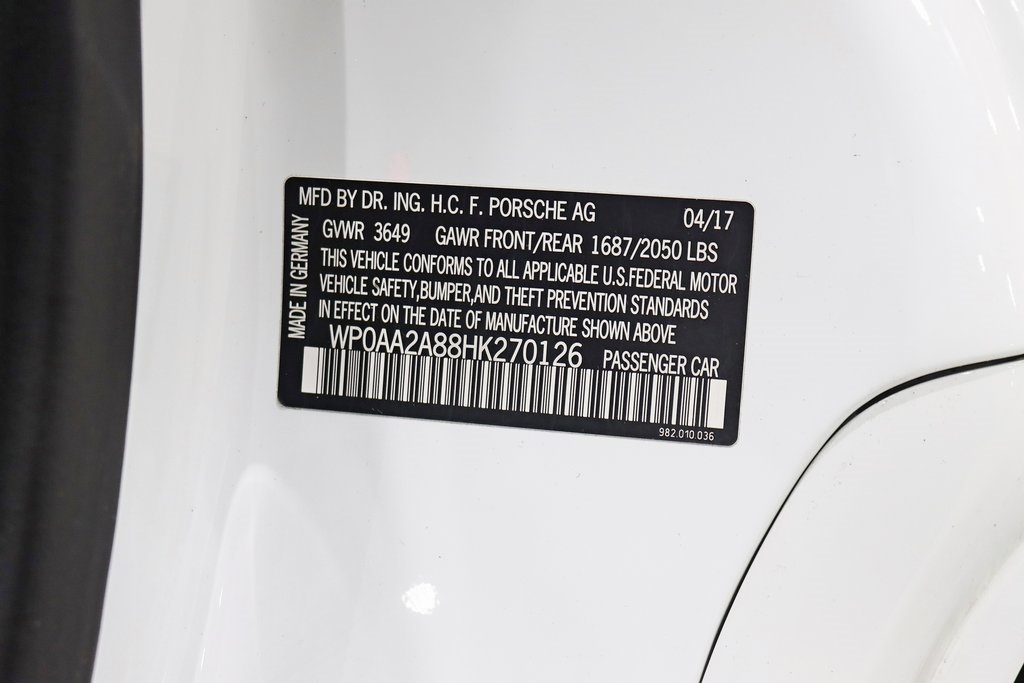 MFD BY DR. ING. H.C. F. PORSCHE AG 04/17
MADE IN GERMANY
GVWR 3649 GAWR FRONT/REAR 1687/2050 LBS
THIS VEHICLE CONFORMS TO ALL APPLICABLE U.S.FEDERAL MOTOR
VEHICLE SAFETY,BUMPER,AND THEFT PREVENTION STANDARDS
IN EFFECT ON THE DATE OF MANUFACTURE SHOWN ABOVE
WP0AA2A88HK270126 PASSENGER CAR
982.010.036